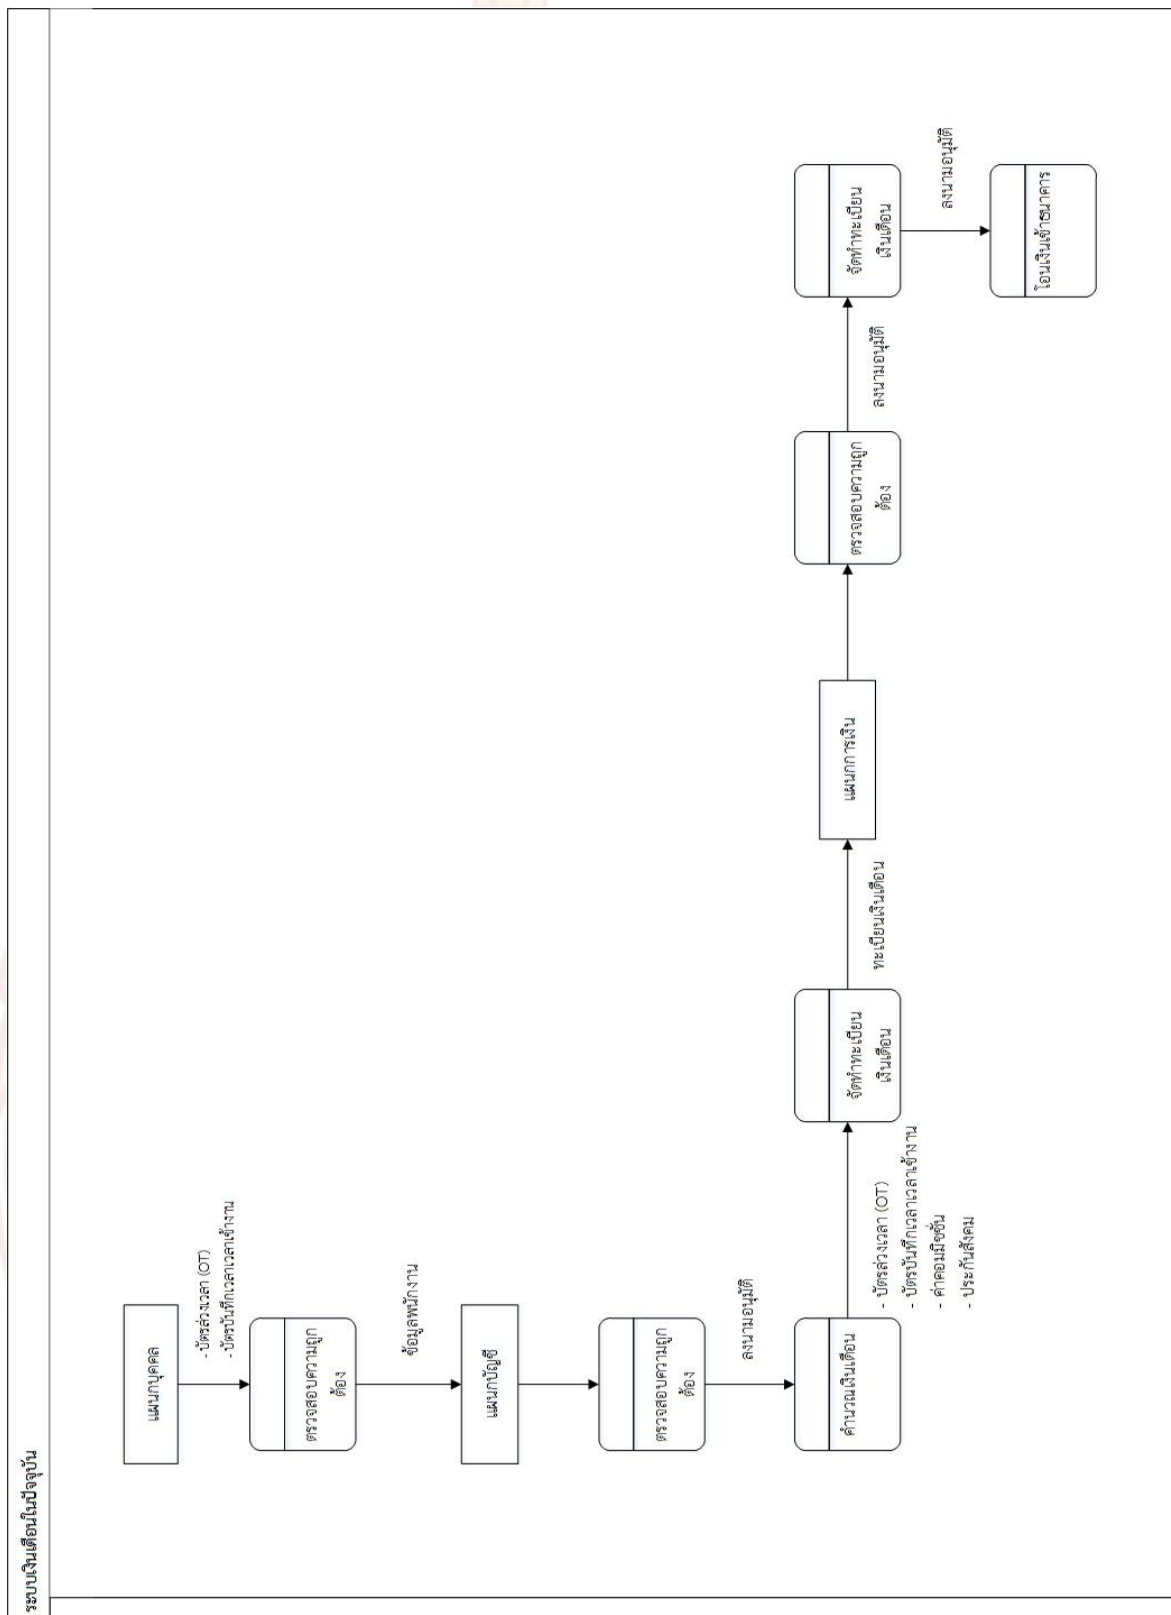 ระบบเงินเดือนในปัจจุบัน
แผนกบุคคล
- บัตรล่วงเวลา (OT)
- บัตรบันทึกเวลาเวลาเข้างาน
ตรวจสอบความถูก
ต้อง
ข้อมูลพนักงาน
แผนกบัญชี
ตรวจสอบความถูก
ต้อง
ลงนามอนุมัติ
คำนวณเงินเดือน
- บัตรล่วงเวลา (OT)
- บัตรบันทึกเวลาเวลาเข้างาน
- ค่าคอมมิชชั่น
- ประกันสังคม
จัดทำทะเบียน
เงินเดือน
ทะเบียนเงินเดือน
แผนกการเงิน
ตรวจสอบความถูก
ต้อง
ลงนามอนุมัติ
จัดทำทะเบียน
เงินเดือน
ลงนามอนุมัติ
โอนเงินเข้าธนาคาร